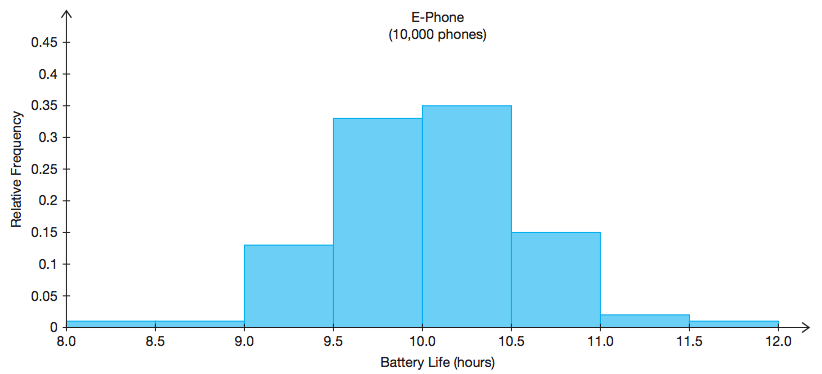 E-Phone
(10,000 phones)
Relative Frequency
0.45
0.4
0.35
0.3
0.25
0.2
0.15
0.1
0.05
0
8.0 8.5 9.0 9.5 10.0 10.5 11.0 11.5 12.0
Battery Life (hours)